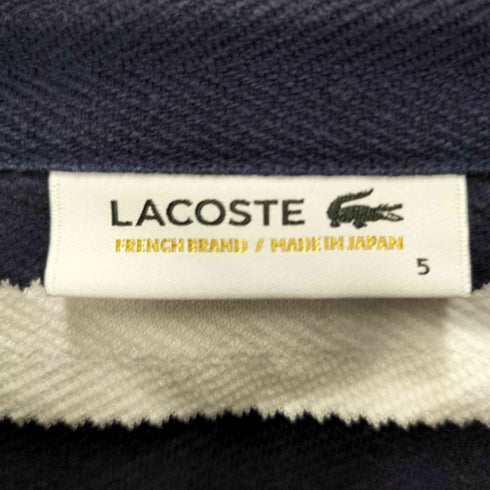 LACOSTE
FRENCH BRAND / MADE IN JAPAN
5